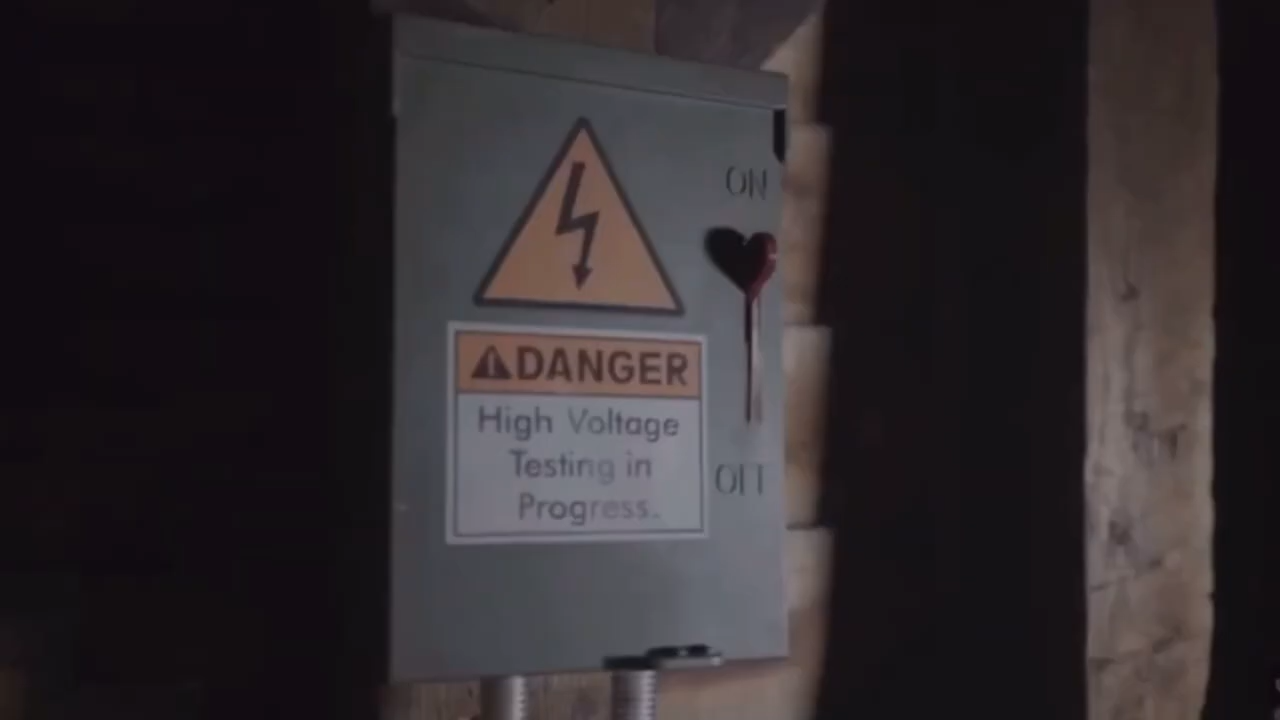 ON
DANGER
High Voltage
Testing in
Progress.
OFF